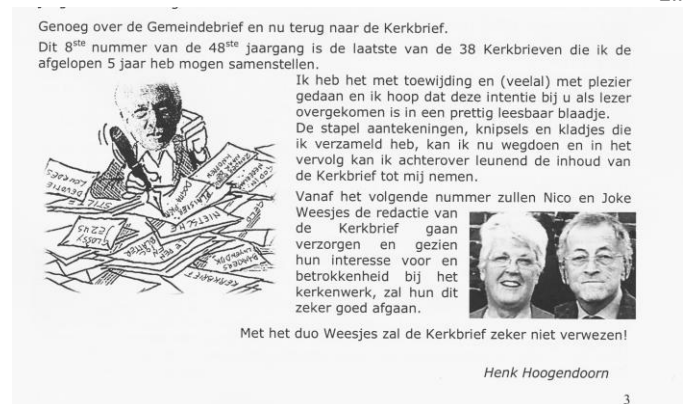 Genoeg over de Gemeindebrief en nu terug naar de Kerkbrief.
Dit 8ste nummer van de 48ste jaargang is de laatste van de 38 Kerkbrieven die ik de
afgelopen 5 jaar heb mogen samenstellen.
Ik heb het met toewijding en (veelal) met plezier
gedaan en ik hoop dat deze intentie bij u als lezer
overgekomen is in een prettig leesbaar blaadje.
De stapel aantekeningen, knipsels en kladjes die
ik verzameld heb, kan ik nu wegdoen en in het
vervolg kan ik achterover leunend de inhoud van
de Kerkbrief tot mij nemen.
Vanaf het volgende nummer zullen Nico en Joke
Weesjes de redactie van
de Kerkbrief gaan
verzorgen en gezien
hun interesse voor en
betrokkenheid bij het
kerkenwerk, zal hun dit
zeker goed afgaan.
DEVOTIE
LOURDES
STILTE
GLOSSY
JEZUS
NIETSCHE
KERKBRIEF
Met het duo Weesjes zal de Kerkbrief zeker niet verwezen!
Henk Hoogendoorn
3